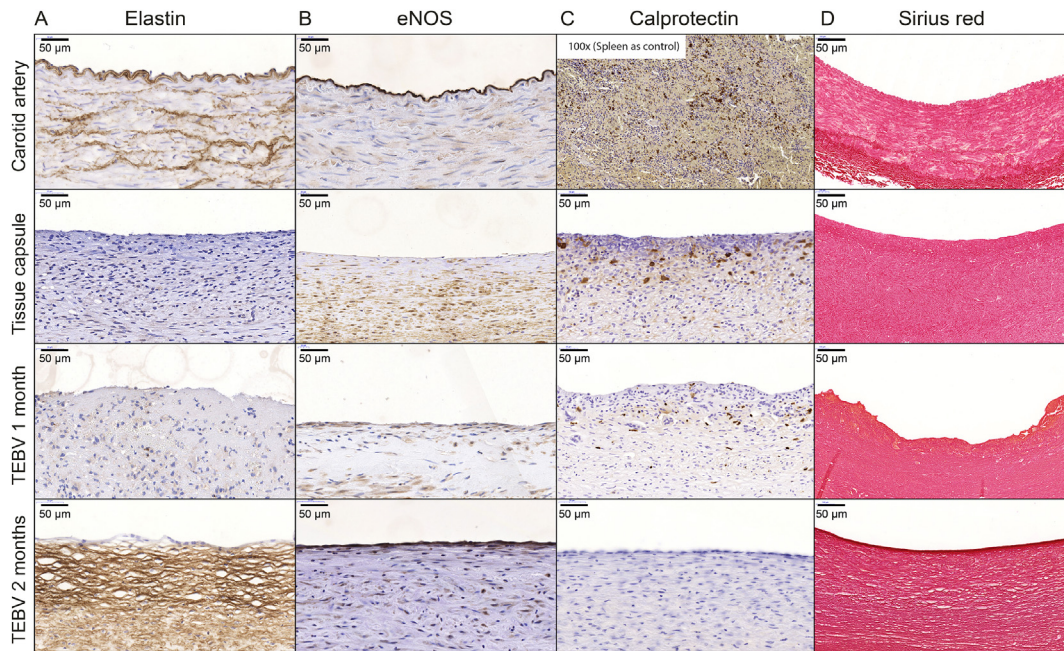 A Elastin B eNOS C Calprotectin D Sirius red
Carotid artery
50 µm 50 µm 100x (Spleen as control) 50 µm
Tissue capsule
50 µm 50 µm 50 µm 50 µm
TEBV 1 month
50 µm 50 µm 50 µm 50 µm
TEBV 2 months
50 µm 50 µm 50 µm 50 µm